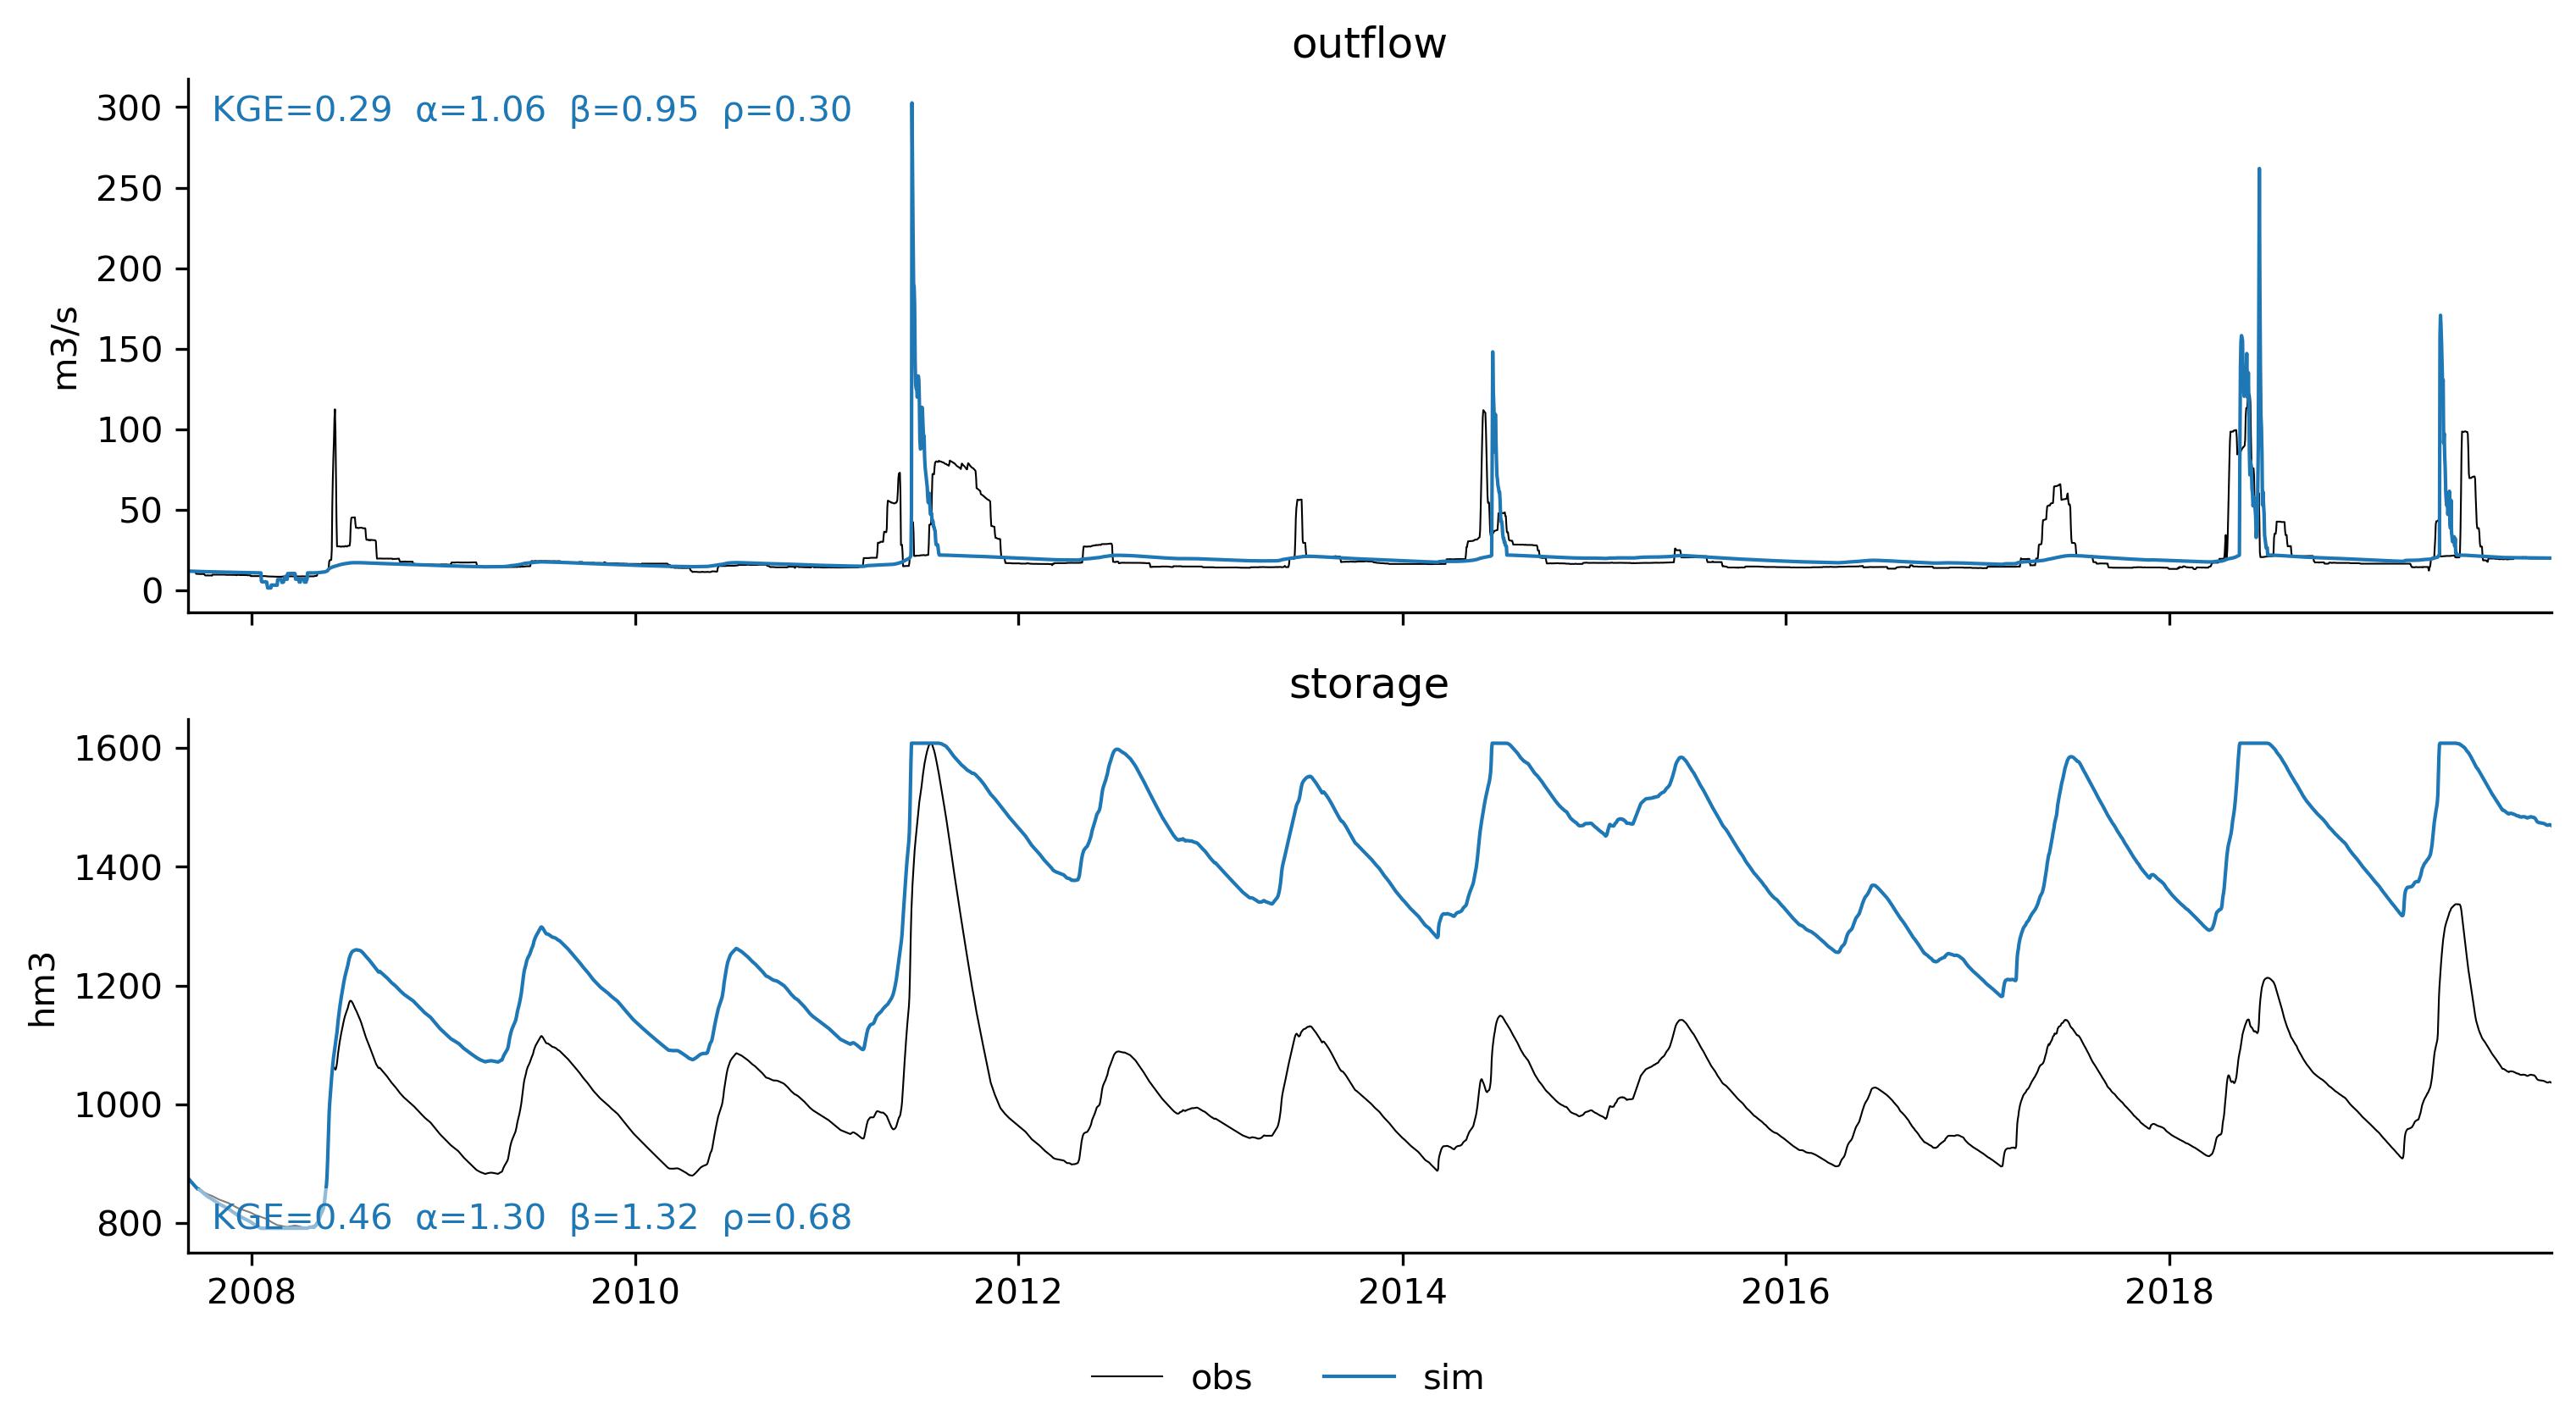 outflow
KGE=0.29 α=1.06 β=0.95 ρ=0.30
300
250
200
150
100
50
0
m3/s
storage
1600
1400
1200
1000
800
hm3
KGE=0.46 α=1.30 β=1.32 ρ=0.68
2008 2010 2012 2014 2016 2018
obs sim